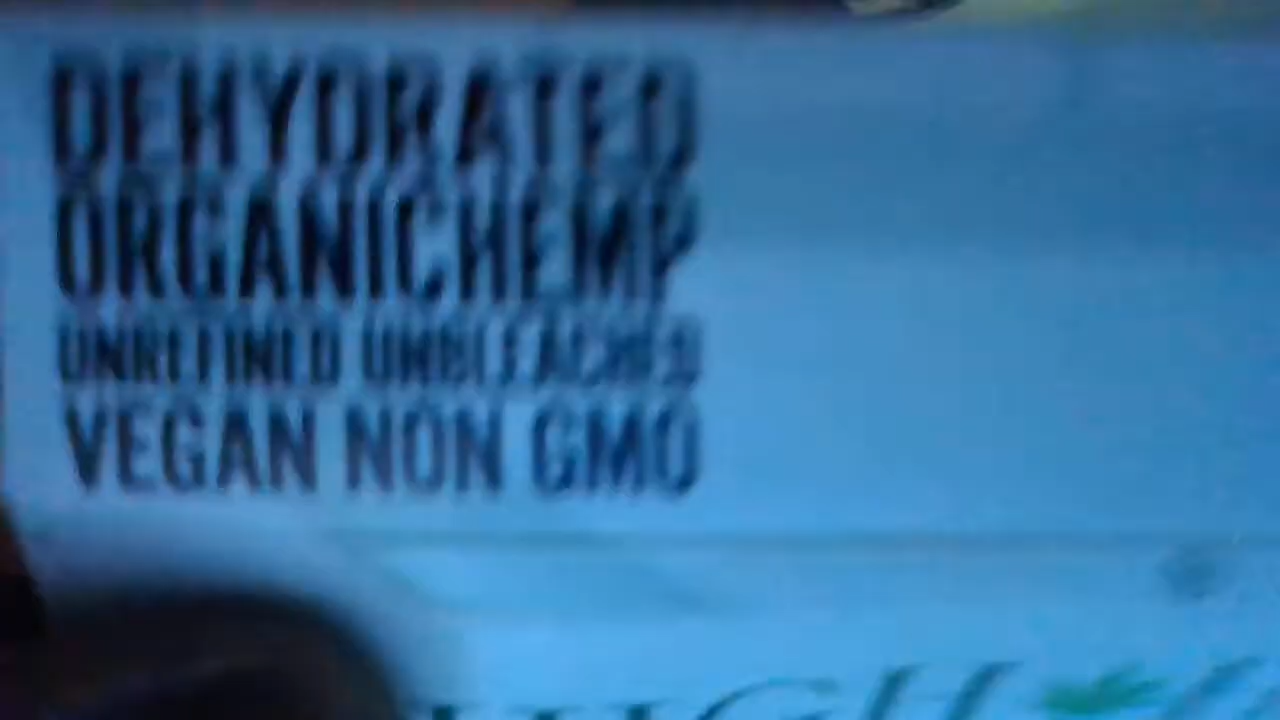 DEHYDRATED
ORGANICHEMP
UNREFINED UNBLEACHED
VEGAN NON GMO